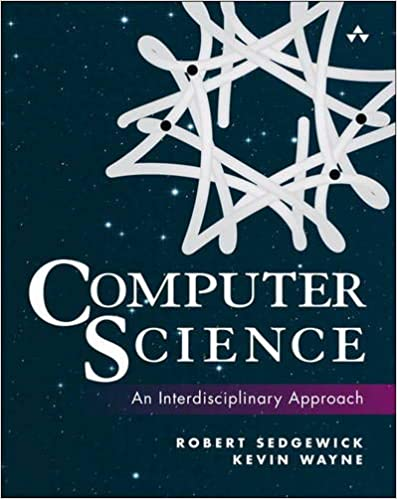 COMPUTER
SCIENCE
An Interdisciplinary Approach
ROBERT SEDGEWICK
KEVIN WAYNE